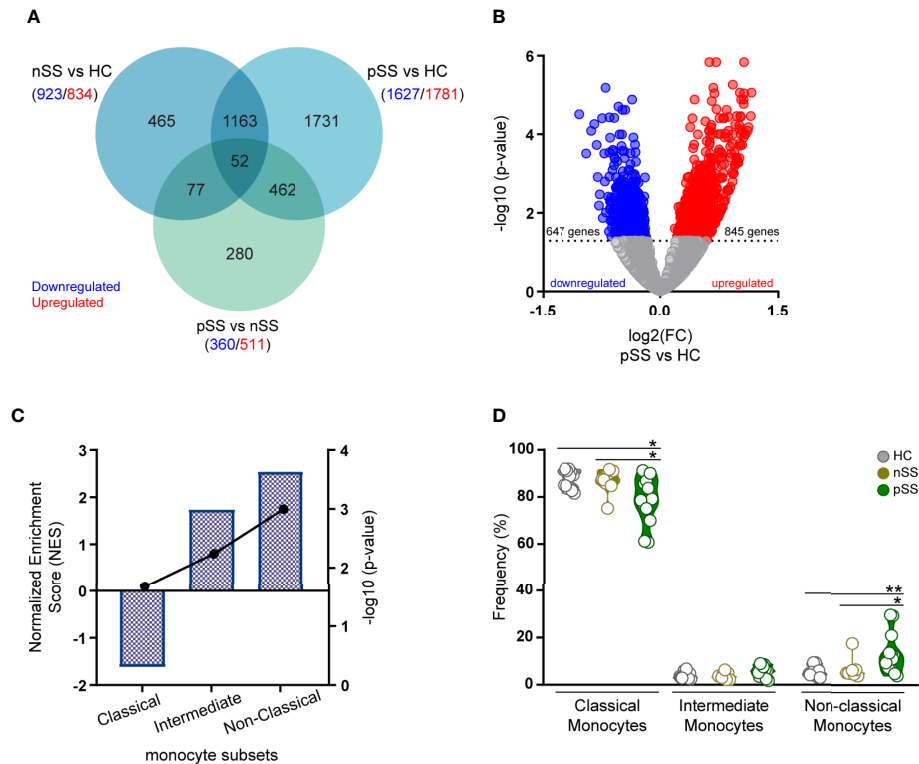 A
nSS vs HC
(923/834)
pSS vs HC
(1627/1781)
465
1163
1731
52
77
462
280
Downregulated
Upregulated
pSS vs nSS
(360/511)
B
6
4
2
0
-log10 (p-value)
647 genes
845 genes
downregulated
upregulated
-1.5
0.0
1.5
log2(FC)
pSS vs HC
C
3
2
1
0
-1
-2
Normalized Enrichment
Score (NES)
4
3
2
1
0
-log10 (p-value)
Classical
Intermediate
Non-Classical
monocyte subsets
D
100
80
60
40
20
0
Frequency (%)
*
*
**
*
HC
nSS
pSS
Classical
Monocytes
Intermediate
Monocytes
Non-classical
Monocytes